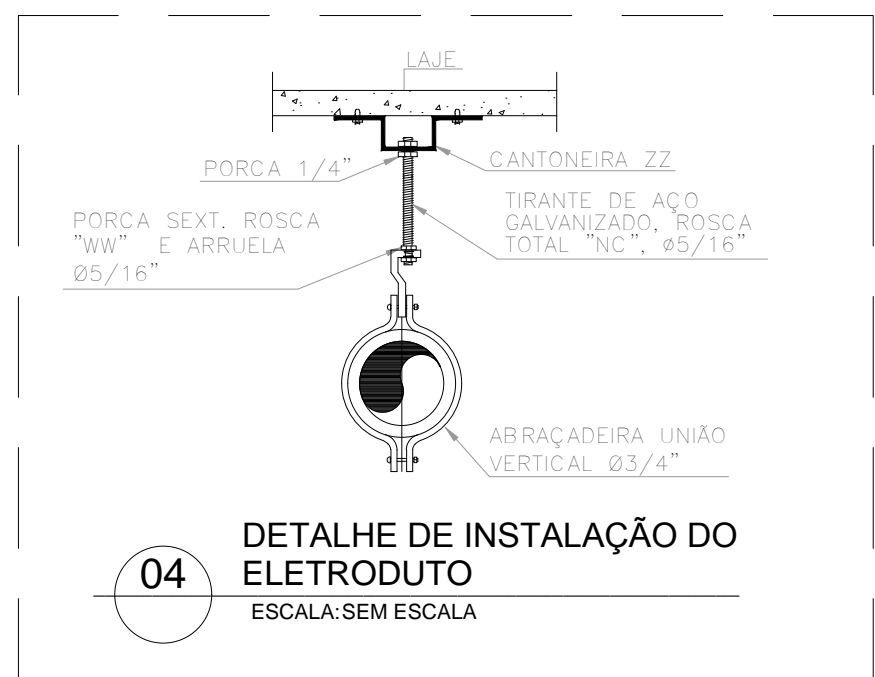 LAJE
PORCA 1/4"
CANTONEIRA ZZ
TIRANTE DE AÇO
GALVANIZADO, ROSCA
TOTAL "NC", ø5/16"
PORCA SEXT. ROSCA
"WW" E ARRUELA
Ø5/16"
ABRAÇADEIRA UNIÃO
VERTICAL Ø3/4"
04
DETALHE DE INSTALAÇÃO DO
ELETRODUTO
ESCALA:SEM ESCALA